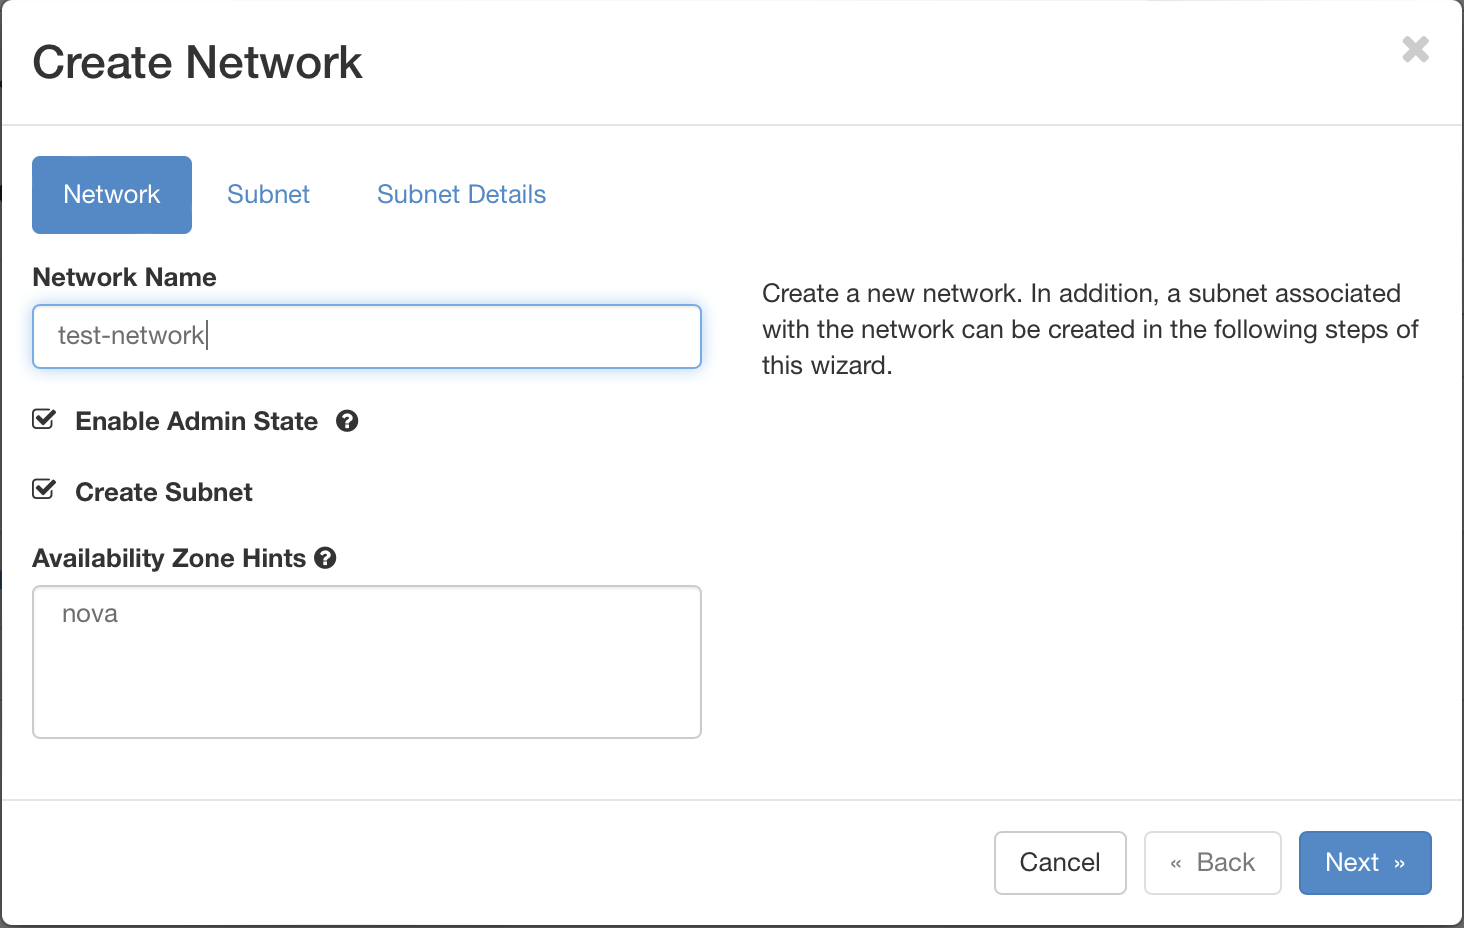 Create Network
Network
Subnet
Subnet Details
Network Name
test-network
Enable Admin State
Create Subnet
Availability Zone Hints
nova
Create a new network. In addition, a subnet associated
with the network can be created in the following steps of
this wizard.
Cancel
« Back
Next »